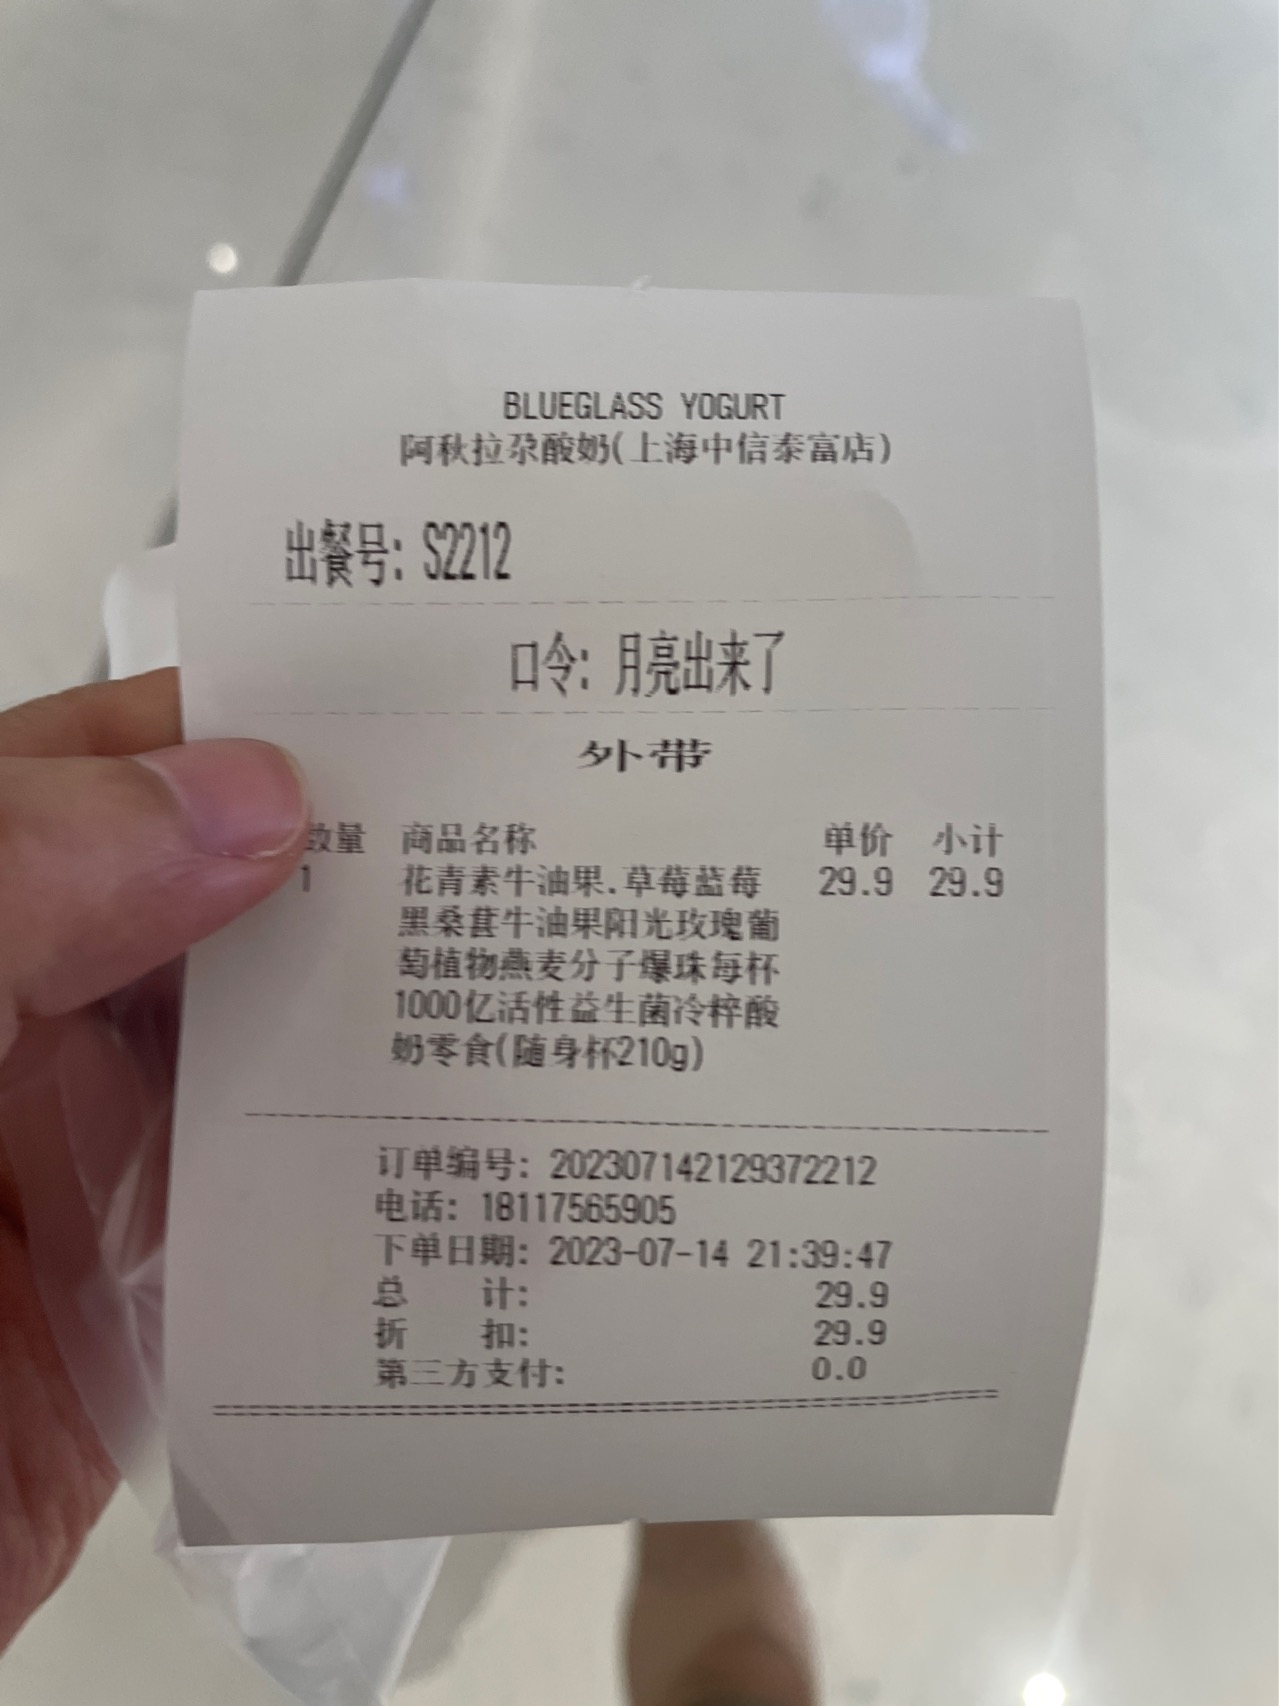 BLUEGLASS YOGURT
阿秋拉尕酸奶(上海中信泰富店)
出餐号: S2212
口令: 月亮出来了
外带
数量 商品名称 单价 小计
1 花青素牛油果.草莓蓝莓 29.9 29.9
黑桑葚牛油果阳光玫瑰葡
萄植物燕麦分子爆珠每杯
1000亿活性益生菌冷粹酸
奶零食(随身杯210g)
订单编号: 202307142129372212
电话: 18117565905
下单日期: 2023-07-14 21:39:47
总 计: 29.9
折 扣: 29.9
第三方支付: 0.0